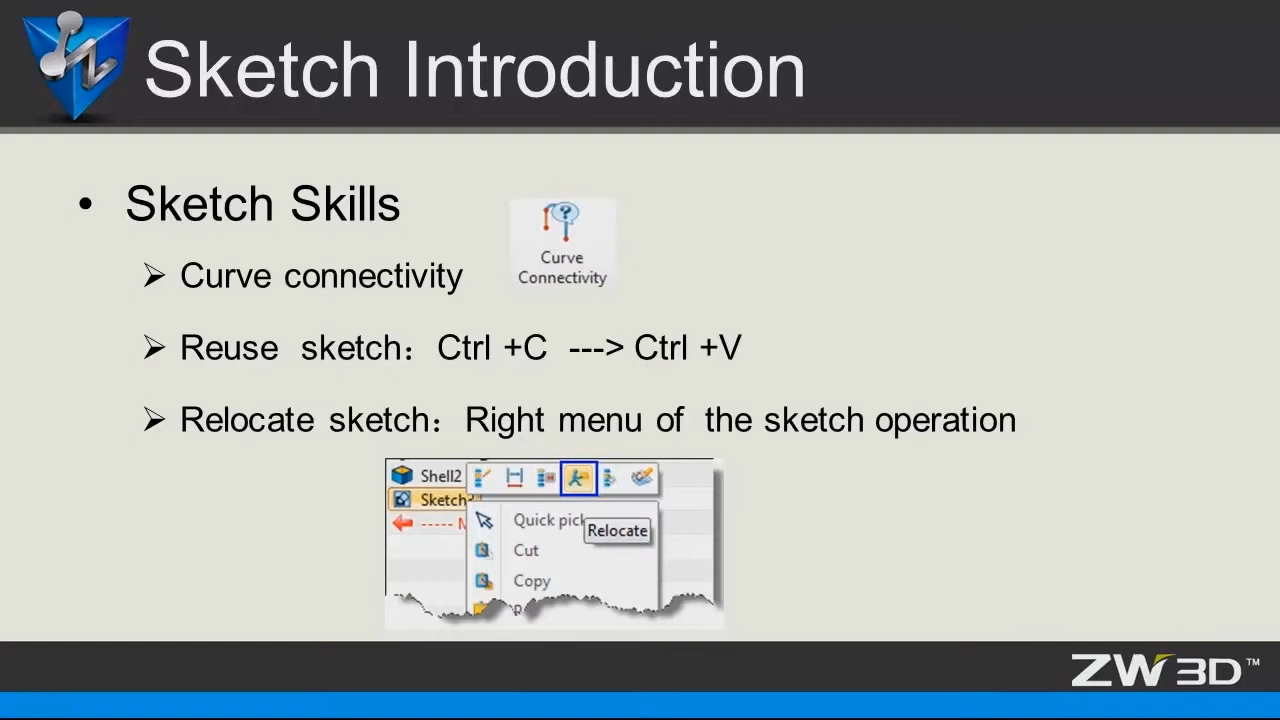 Sketch Introduction
• Sketch Skills
Curve
Connectivity
➢ Curve connectivity
➢ Reuse sketch：Ctrl +C ---> Ctrl +V
➢ Relocate sketch：Right menu of the sketch operation
Shell2
Sketch
-----
Quick pick
Relocate
Cut
Copy
ZW3D™